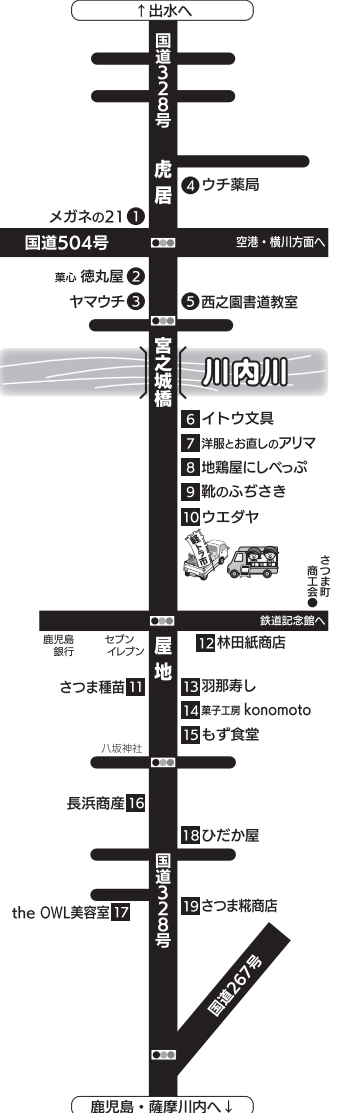 ↑出水へ
国道328号
虎居
4 ウチ薬局
メガネの21 1
国道504号
空港・横川方面へ
菓心 徳丸屋 2
ヤマウチ 3
5 西之園書道教室
宮之城橋
川内川
6 イトウ文具
7 洋服とお直しのアリマ
8 地鶏屋にしべっぷ
9 靴のふぢさき
10 ウエダヤ
軽トラ市
さつま町
商工会
鉄道記念館へ
鹿児島
銀行
セブン
イレブン
屋地
12 林田紙商店
さつま種苗 11
13 羽那寿し
14 菓子工房 konomoto
15 もず食堂
八坂神社
長浜商産 16
18 ひだか屋
国道328号
the OWL美容室 17
19 さつま糀商店
国道267号
鹿児島・薩摩川内へ↓